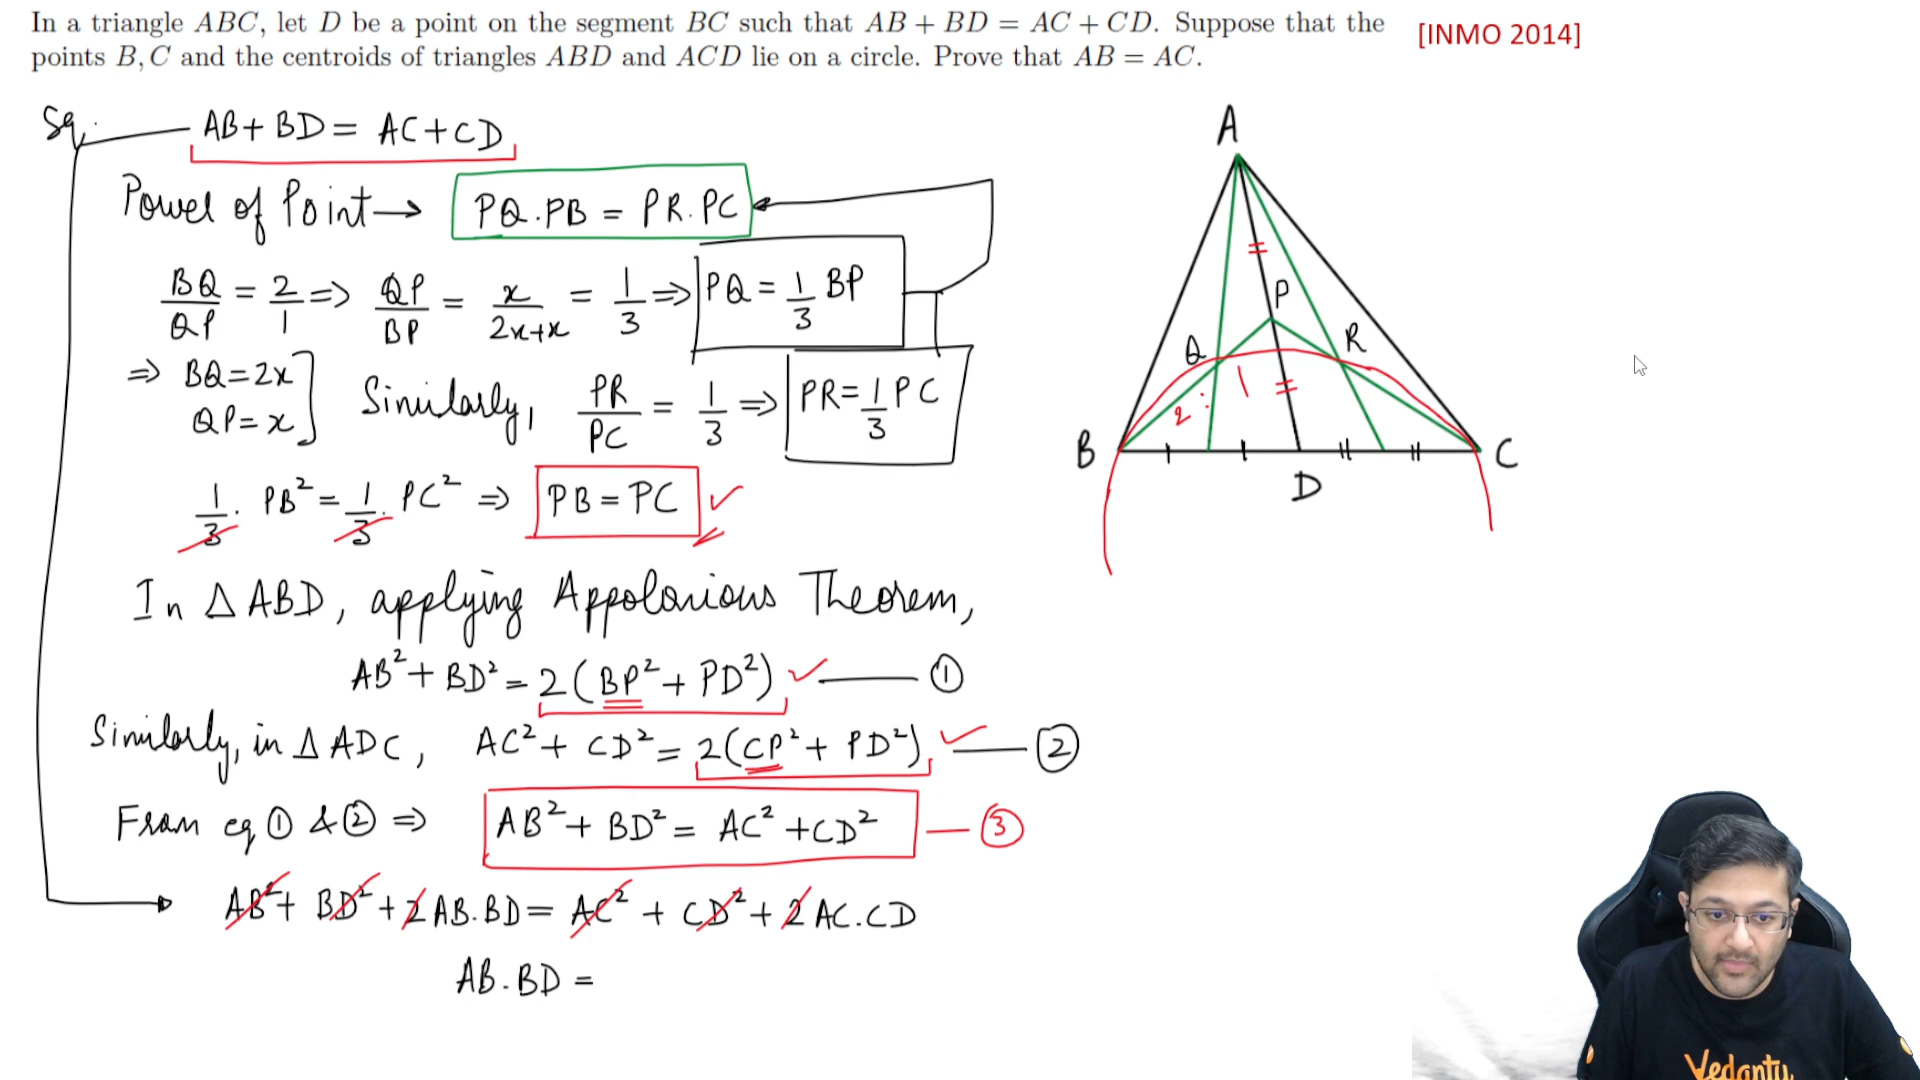 In a triangle ABC, let D be a point on the segment BC such that AB + BD = AC + CD. Suppose that the
points B, C and the centroids of triangles ABD and ACD lie on a circle. Prove that AB = AC.
[INMO 2014]
Sq. AB + BD = AC + CD
Power of Point → PQ.PB = PR.PC
BQ/QP = 2/1 ⇒ QP/BP = x/2x+x = 1/3 ⇒ PQ = 1/3 BP
⇒ BQ = 2x
QP = x
Similarly, PR/PC = 1/3 ⇒ PR = 1/3 PC
1/3 . PB² = 1/3 . PC² ⇒ PB = PC
In △ ABD, applying Appolonious Theorem,
AB² + BD² = 2(BP² + PD²) — ①
Similarly, in △ ADC, AC² + CD² = 2(CP² + PD²) — ②
From eq ① & ② ⇒ AB² + BD² = AC² + CD² — ③
AB² + BD² + 2AB.BD = AC² + CD² + 2AC.CD
AB.BD =
A
P
Q
R
2 : 1
B
C
D
Vedantu